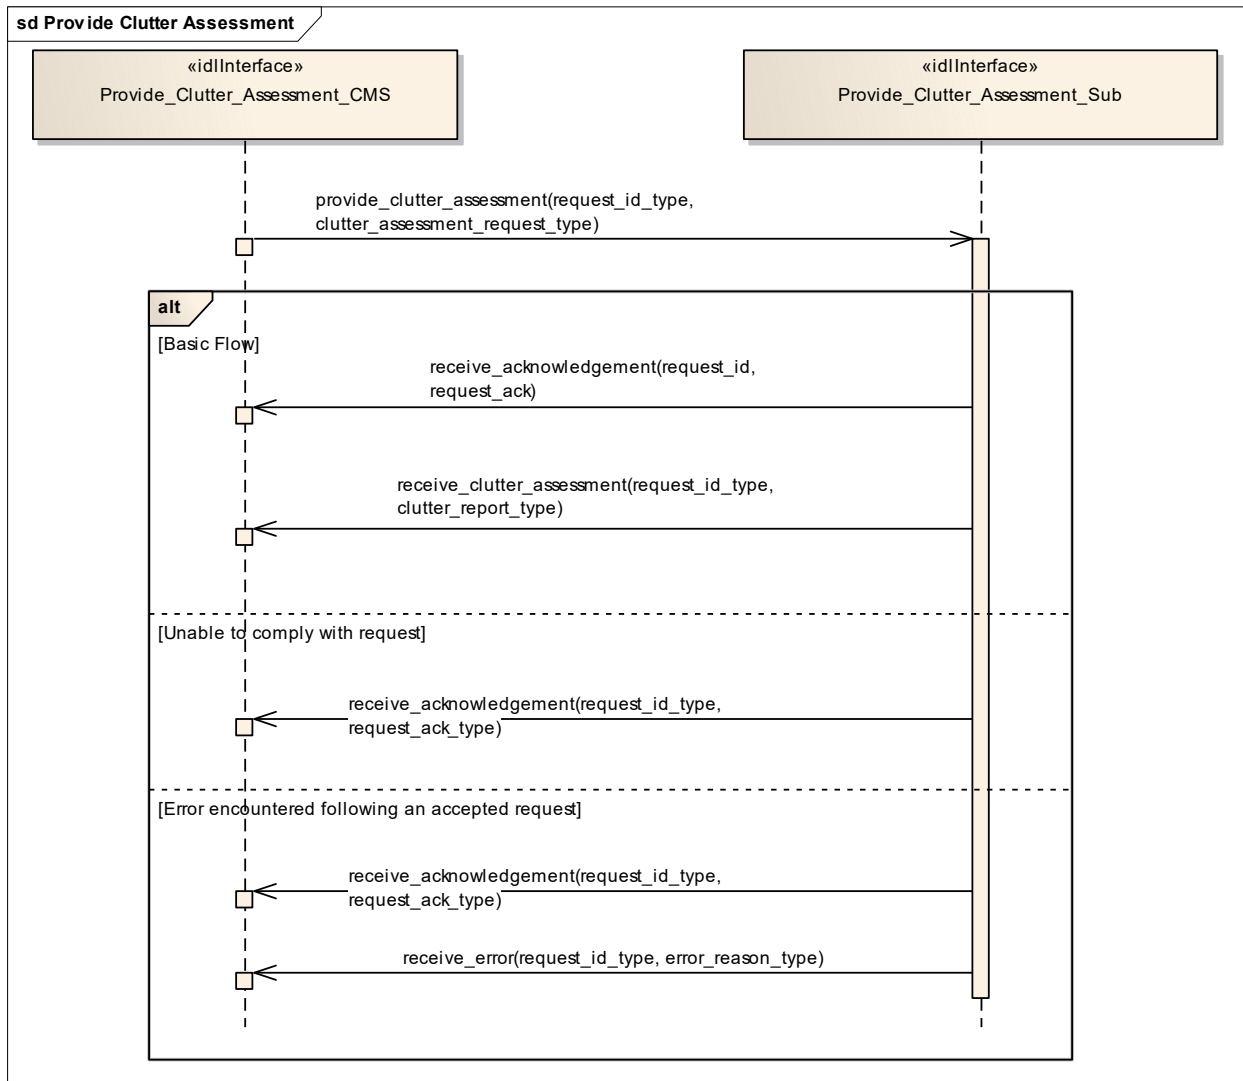 sd Provide Clutter Assessment
«idlInterface»
Provide_Clutter_Assessment_CMS
«idlInterface»
Provide_Clutter_Assessment_Sub
provide_clutter_assessment(request_id_type,
clutter_assessment_request_type)
alt
[Basic Flow]
receive_acknowledgement(request_id,
request_ack)
receive_clutter_assessment(request_id_type,
clutter_report_type)
[Unable to comply with request]
receive_acknowledgement(request_id_type,
request_ack_type)
[Error encountered following an accepted request]
receive_acknowledgement(request_id_type,
request_ack_type)
receive_error(request_id_type, error_reason_type)